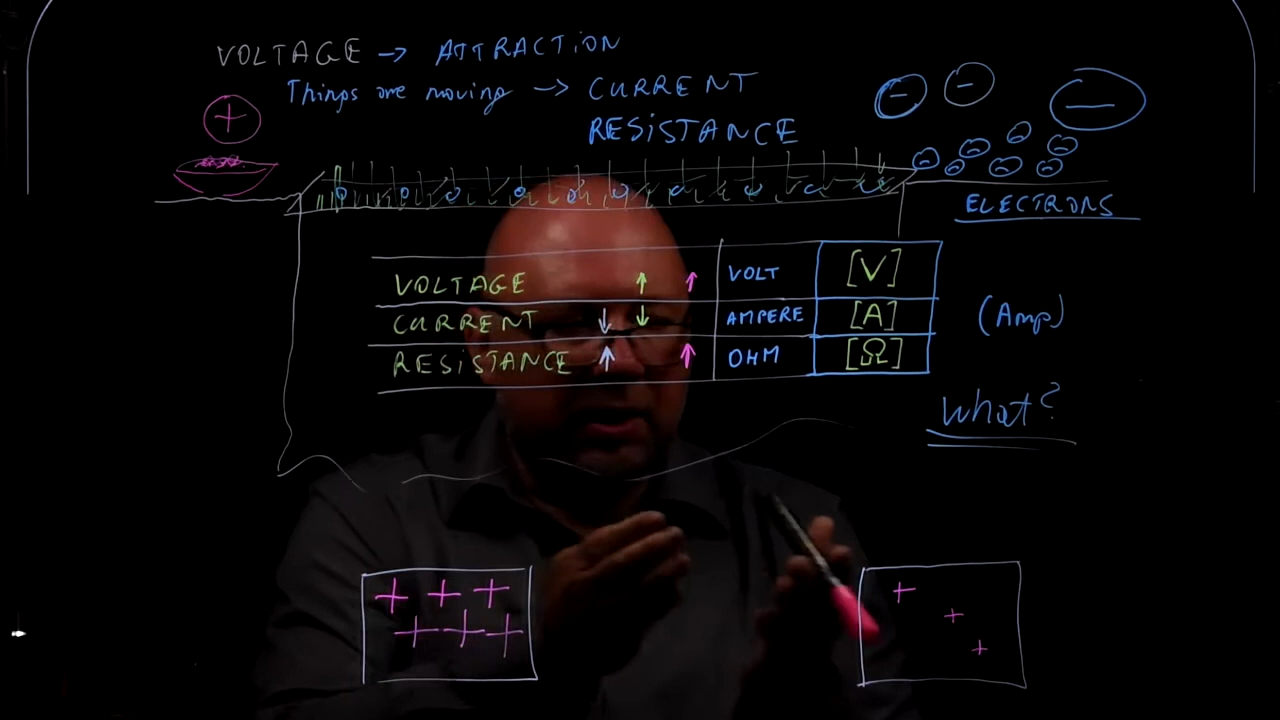 VOLTAGE → ATTRACTION
Things are moving → CURRENT
RESISTANCE
+
- - -
- - - - - - - -
ELECTRONS
VOLTAGE ↑ ↑ VOLT [V]
CURRENT ↓ ↓ AMPERE [A] (Amp)
RESISTANCE ↑ ↑ OHM [Ω]
What?
+ + +
+ + +
+
+
+